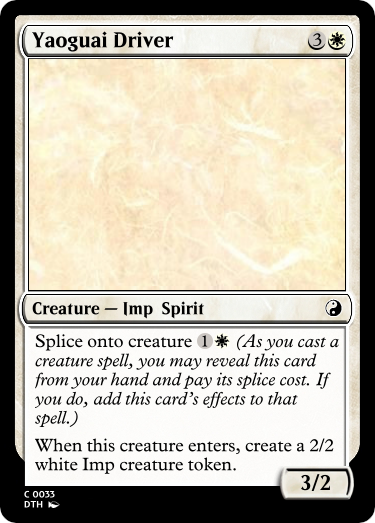 Yaoguai Driver 3
Creature — Imp Spirit
Splice onto creature 1 (As you cast a
creature spell, you may reveal this card
from your hand and pay its splice cost. If
you do, add this card's effects to that
spell.)
When this creature enters, create a 2/2
white Imp creature token.
3/2
C 0033
DTH